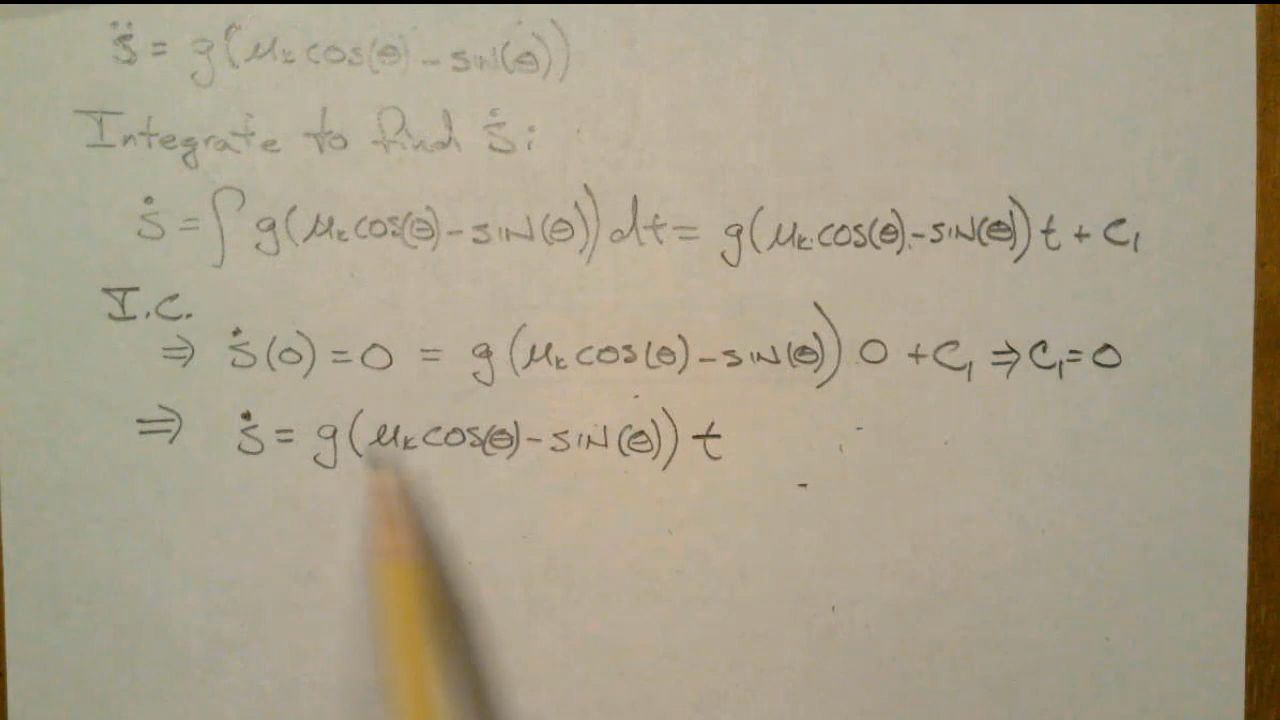 s̈ = g(μₖ cos(θ) - sin(θ))
Integrate to find ṡ:
ṡ = ∫ g(μₖ cos(θ) - sin(θ)) dt = g(μₖ cos(θ) - sin(θ)) t + C₁
I.C.
⇒ ṡ(0) = 0 = g(μₖ cos(θ) - sin(θ)) 0 + C₁ ⇒ C₁ = 0
⇒ ṡ = g(μₖ cos(θ) - sin(θ)) t